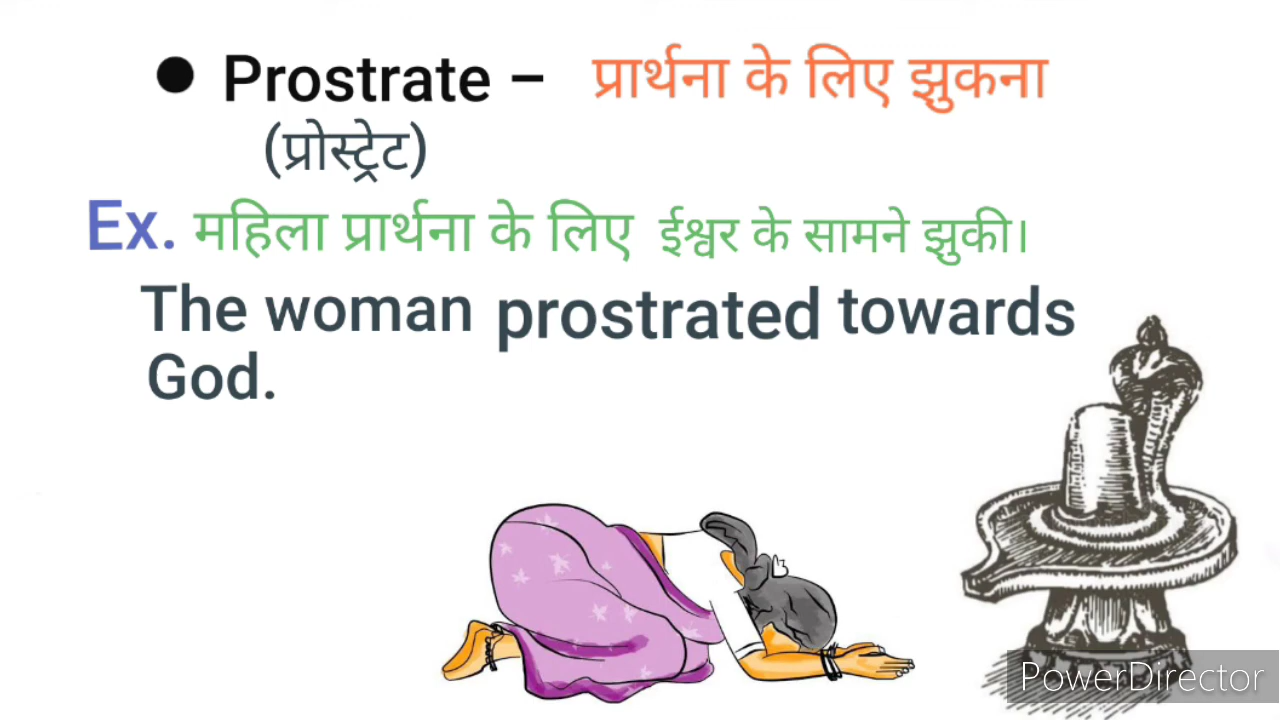 ● Prostrate – प्रार्थना के लिए झुकना
(प्रोस्ट्रेट)
Ex. महिला प्रार्थना के लिए ईश्वर के सामने झुकी।
The woman prostrated towards
God.
PowerDirector